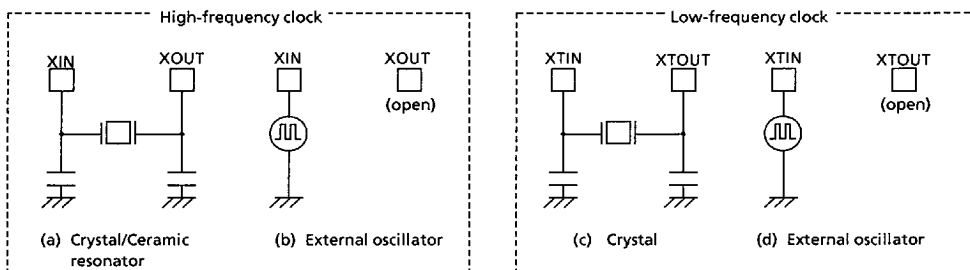 High-frequency clock
Low-frequency clock
XIN
XOUT
XIN
XOUT
(open)
XTIN
XTOUT
XTIN
XTOUT
(open)
(a) Crystal/Ceramic
resonator
(b) External oscillator
(c) Crystal
(d) External oscillator